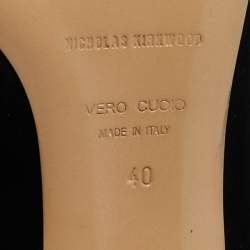 NICHOLAS KIRKWOOD
VERO CUOIO
MADE IN ITALY
40